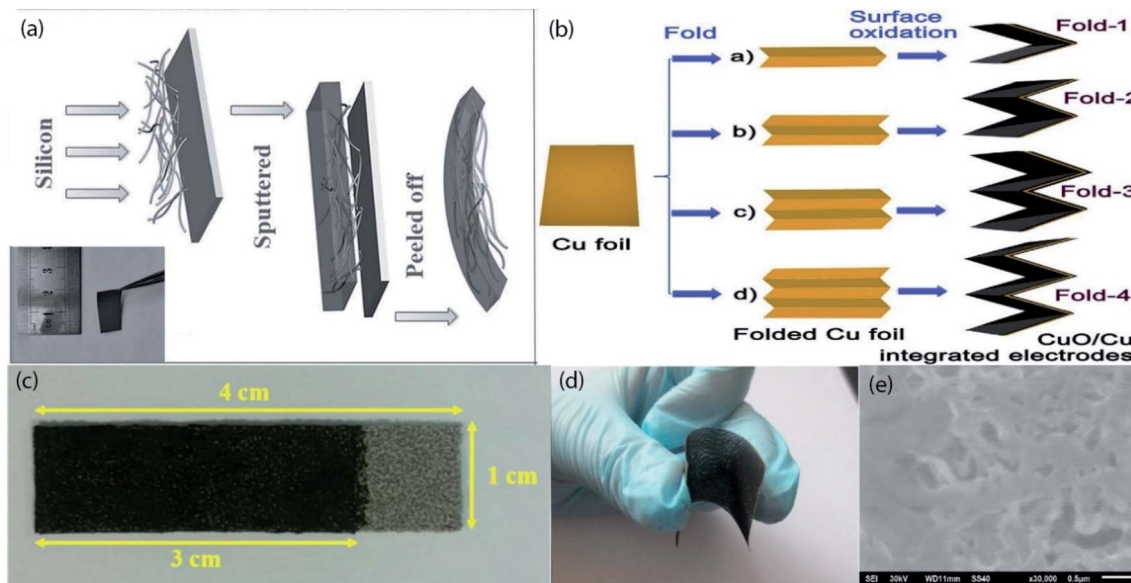 (a)
Silicon
Sputtered
Peeled off
(b)
Fold
Surface
oxidation
a)
Fold-1
b)
Fold-2
Cu foil
c)
Fold-3
d)
Fold-4
Folded Cu foil
CuO/Cu
integrated electrodes
(c)
4 cm
1 cm
3 cm
(d)
(e)
SEI 30kV WD11mm SS40 x30,000 0.5µm